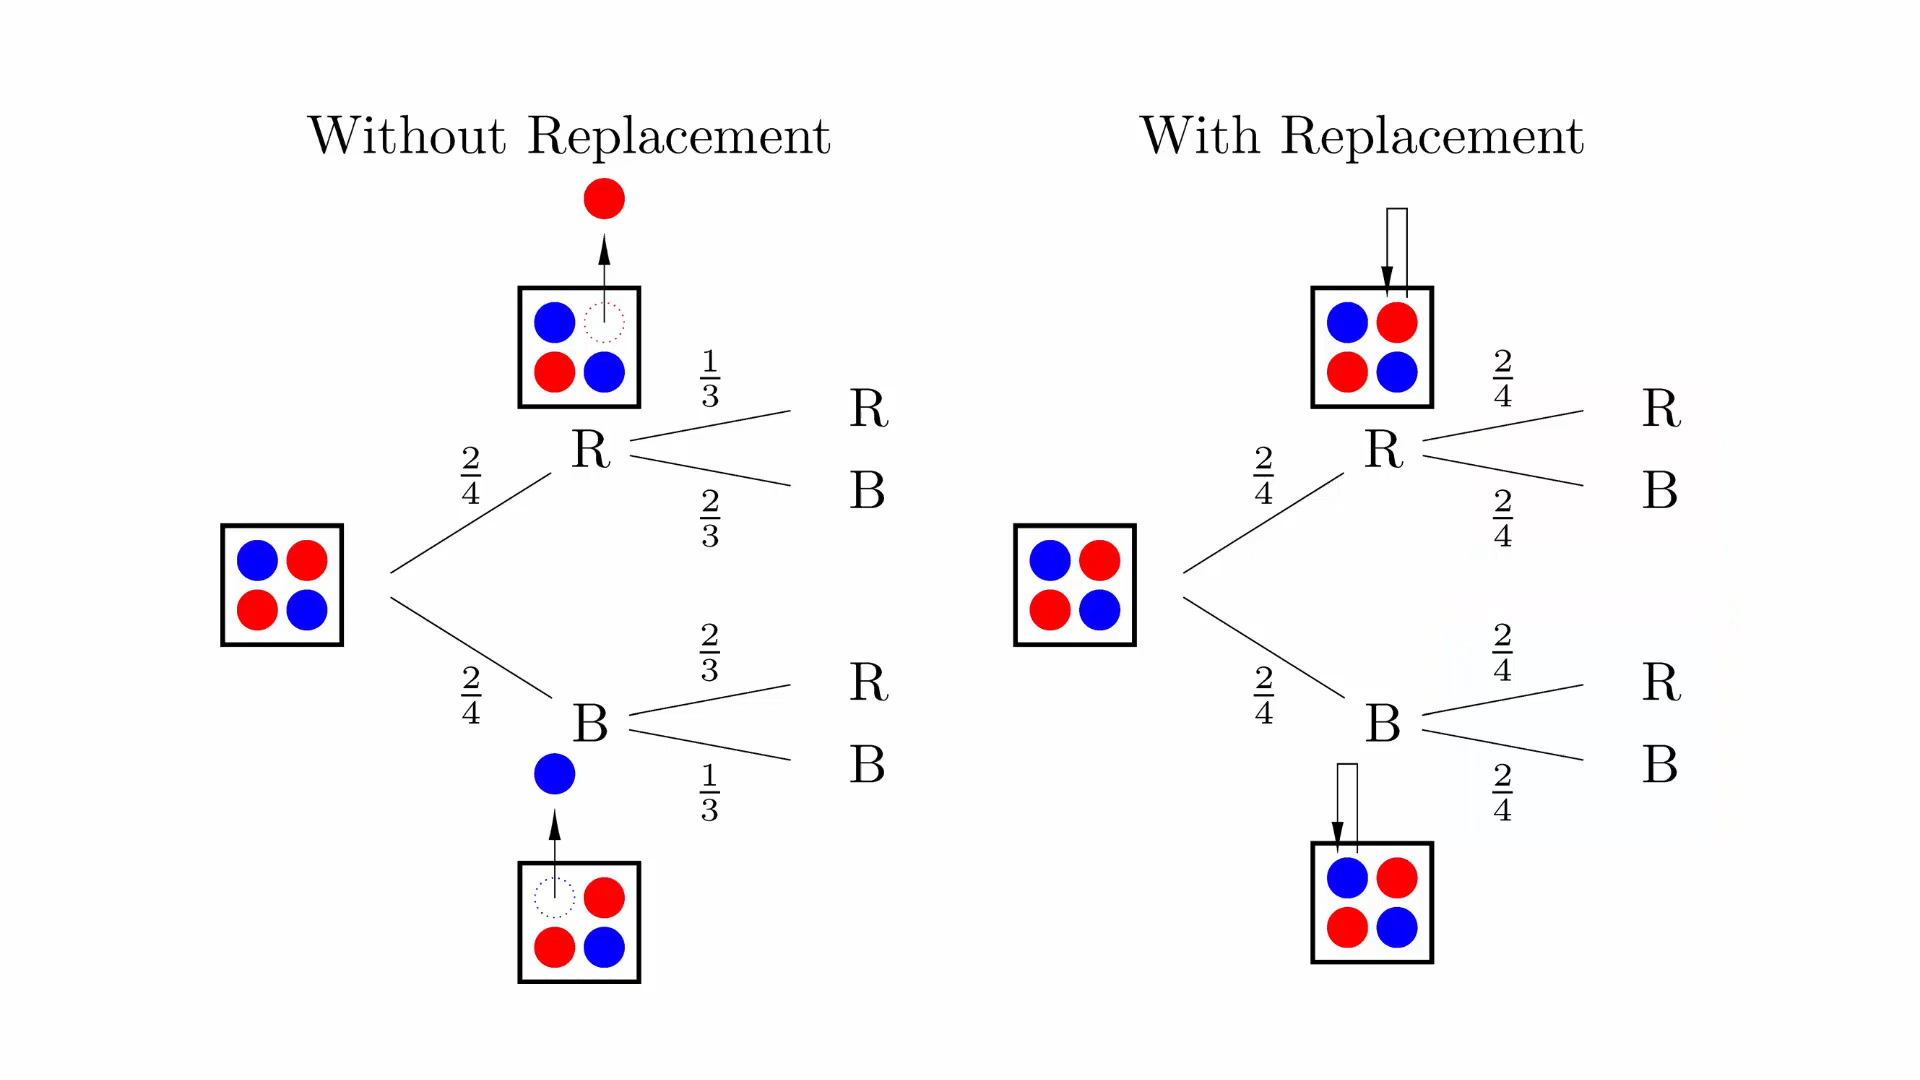 Without Replacement
2/4
R
1/3
R
2/3
B
2/4
B
2/3
R
1/3
B
With Replacement
2/4
R
2/4
R
2/4
B
2/4
B
2/4
R
2/4
B